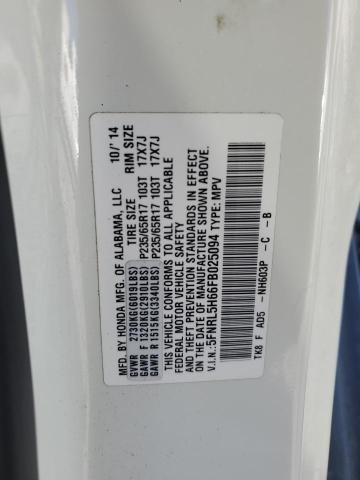 MFD. BY HONDA MFG. OF ALABAMA, LLC 10/'14
TIRE SIZE RIM SIZE
GVWR 2730KG(6019LBS)
GAWR F 1320KG(2910LBS) P235/65R17 103T 17X7J
GAWR R 1515KG(3340LBS) P235/65R17 103T 17X7J
THIS VEHICLE CONFORMS TO ALL APPLICABLE
FEDERAL MOTOR VEHICLE SAFETY
AND THEFT PREVENTION STANDARDS IN EFFECT
ON THE DATE OF MANUFACTURE SHOWN ABOVE.
V.I.N.:5FNRL5H66FB025094 TYPE: MPV
TK8 F AD5 -NH603P -C -B